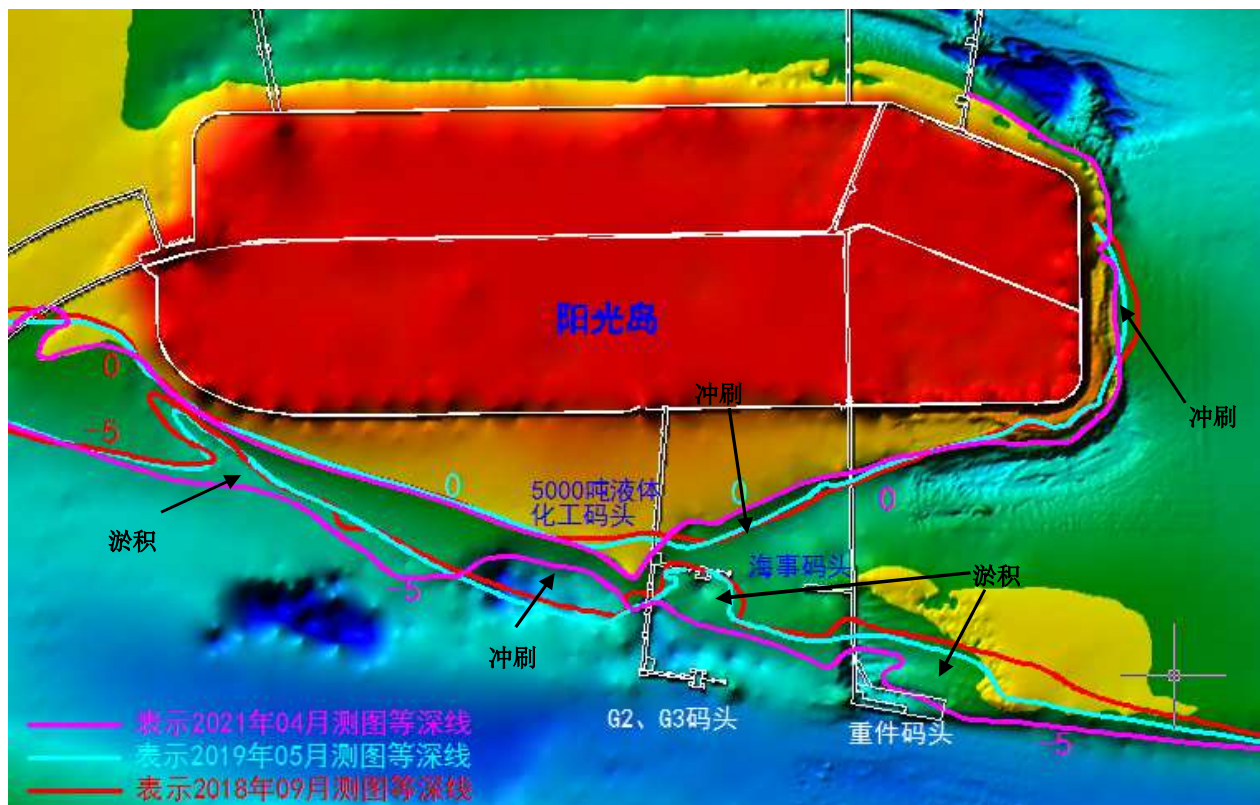 阳光岛
冲刷
冲刷
0
-5
0
5000吨液体
化工码头
0
0
淤积
海事码头
淤积
-5
冲刷
G2、G3码头
重件码头
-5
表示2021年04月测图等深线
表示2019年05月测图等深线
表示2018年09月测图等深线